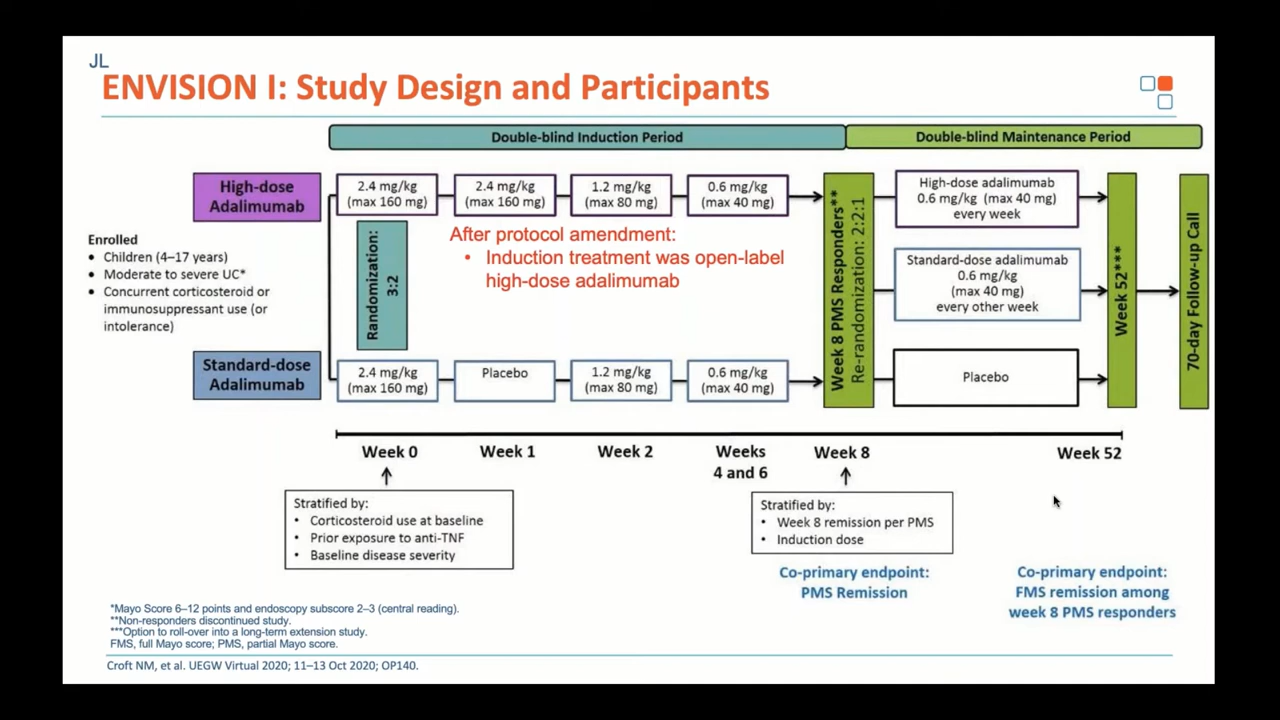 JL
ENVISION I: Study Design and Participants
Double-blind Induction Period
Double-blind Maintenance Period
High-dose
Adalimumab
2.4 mg/kg
(max 160 mg)
2.4 mg/kg
(max 160 mg)
1.2 mg/kg
(max 80 mg)
0.6 mg/kg
(max 40 mg)
Enrolled
• Children (4–17 years)
• Moderate to severe UC*
• Concurrent corticosteroid or
immunosuppressant use (or
intolerance)
Randomization:
3:2
After protocol amendment:
• Induction treatment was open-label
high-dose adalimumab
Standard-dose
Adalimumab
2.4 mg/kg
(max 160 mg)
Placebo
1.2 mg/kg
(max 80 mg)
0.6 mg/kg
(max 40 mg)
Week 8 PMS Responders**
Re-randomization: 2:2:1
High-dose adalimumab
0.6 mg/kg (max 40 mg)
every week
Standard-dose adalimumab
0.6 mg/kg
(max 40 mg)
every other week
Placebo
Week 52***
70-day Follow-up Call
Week 0
Week 1
Week 2
Weeks
4 and 6
Week 8
Week 52
Stratified by:
• Corticosteroid use at baseline
• Prior exposure to anti-TNF
• Baseline disease severity
Stratified by:
• Week 8 remission per PMS
• Induction dose
Co-primary endpoint:
PMS Remission
Co-primary endpoint:
FMS remission among
week 8 PMS responders
*Mayo Score 6–12 points and endoscopy subscore 2–3 (central reading).
**Non-responders discontinued study.
***Option to roll-over into a long-term extension study.
FMS, full Mayo score; PMS, partial Mayo score.
Croft NM, et al. UEGW Virtual 2020; 11–13 Oct 2020; OP140.